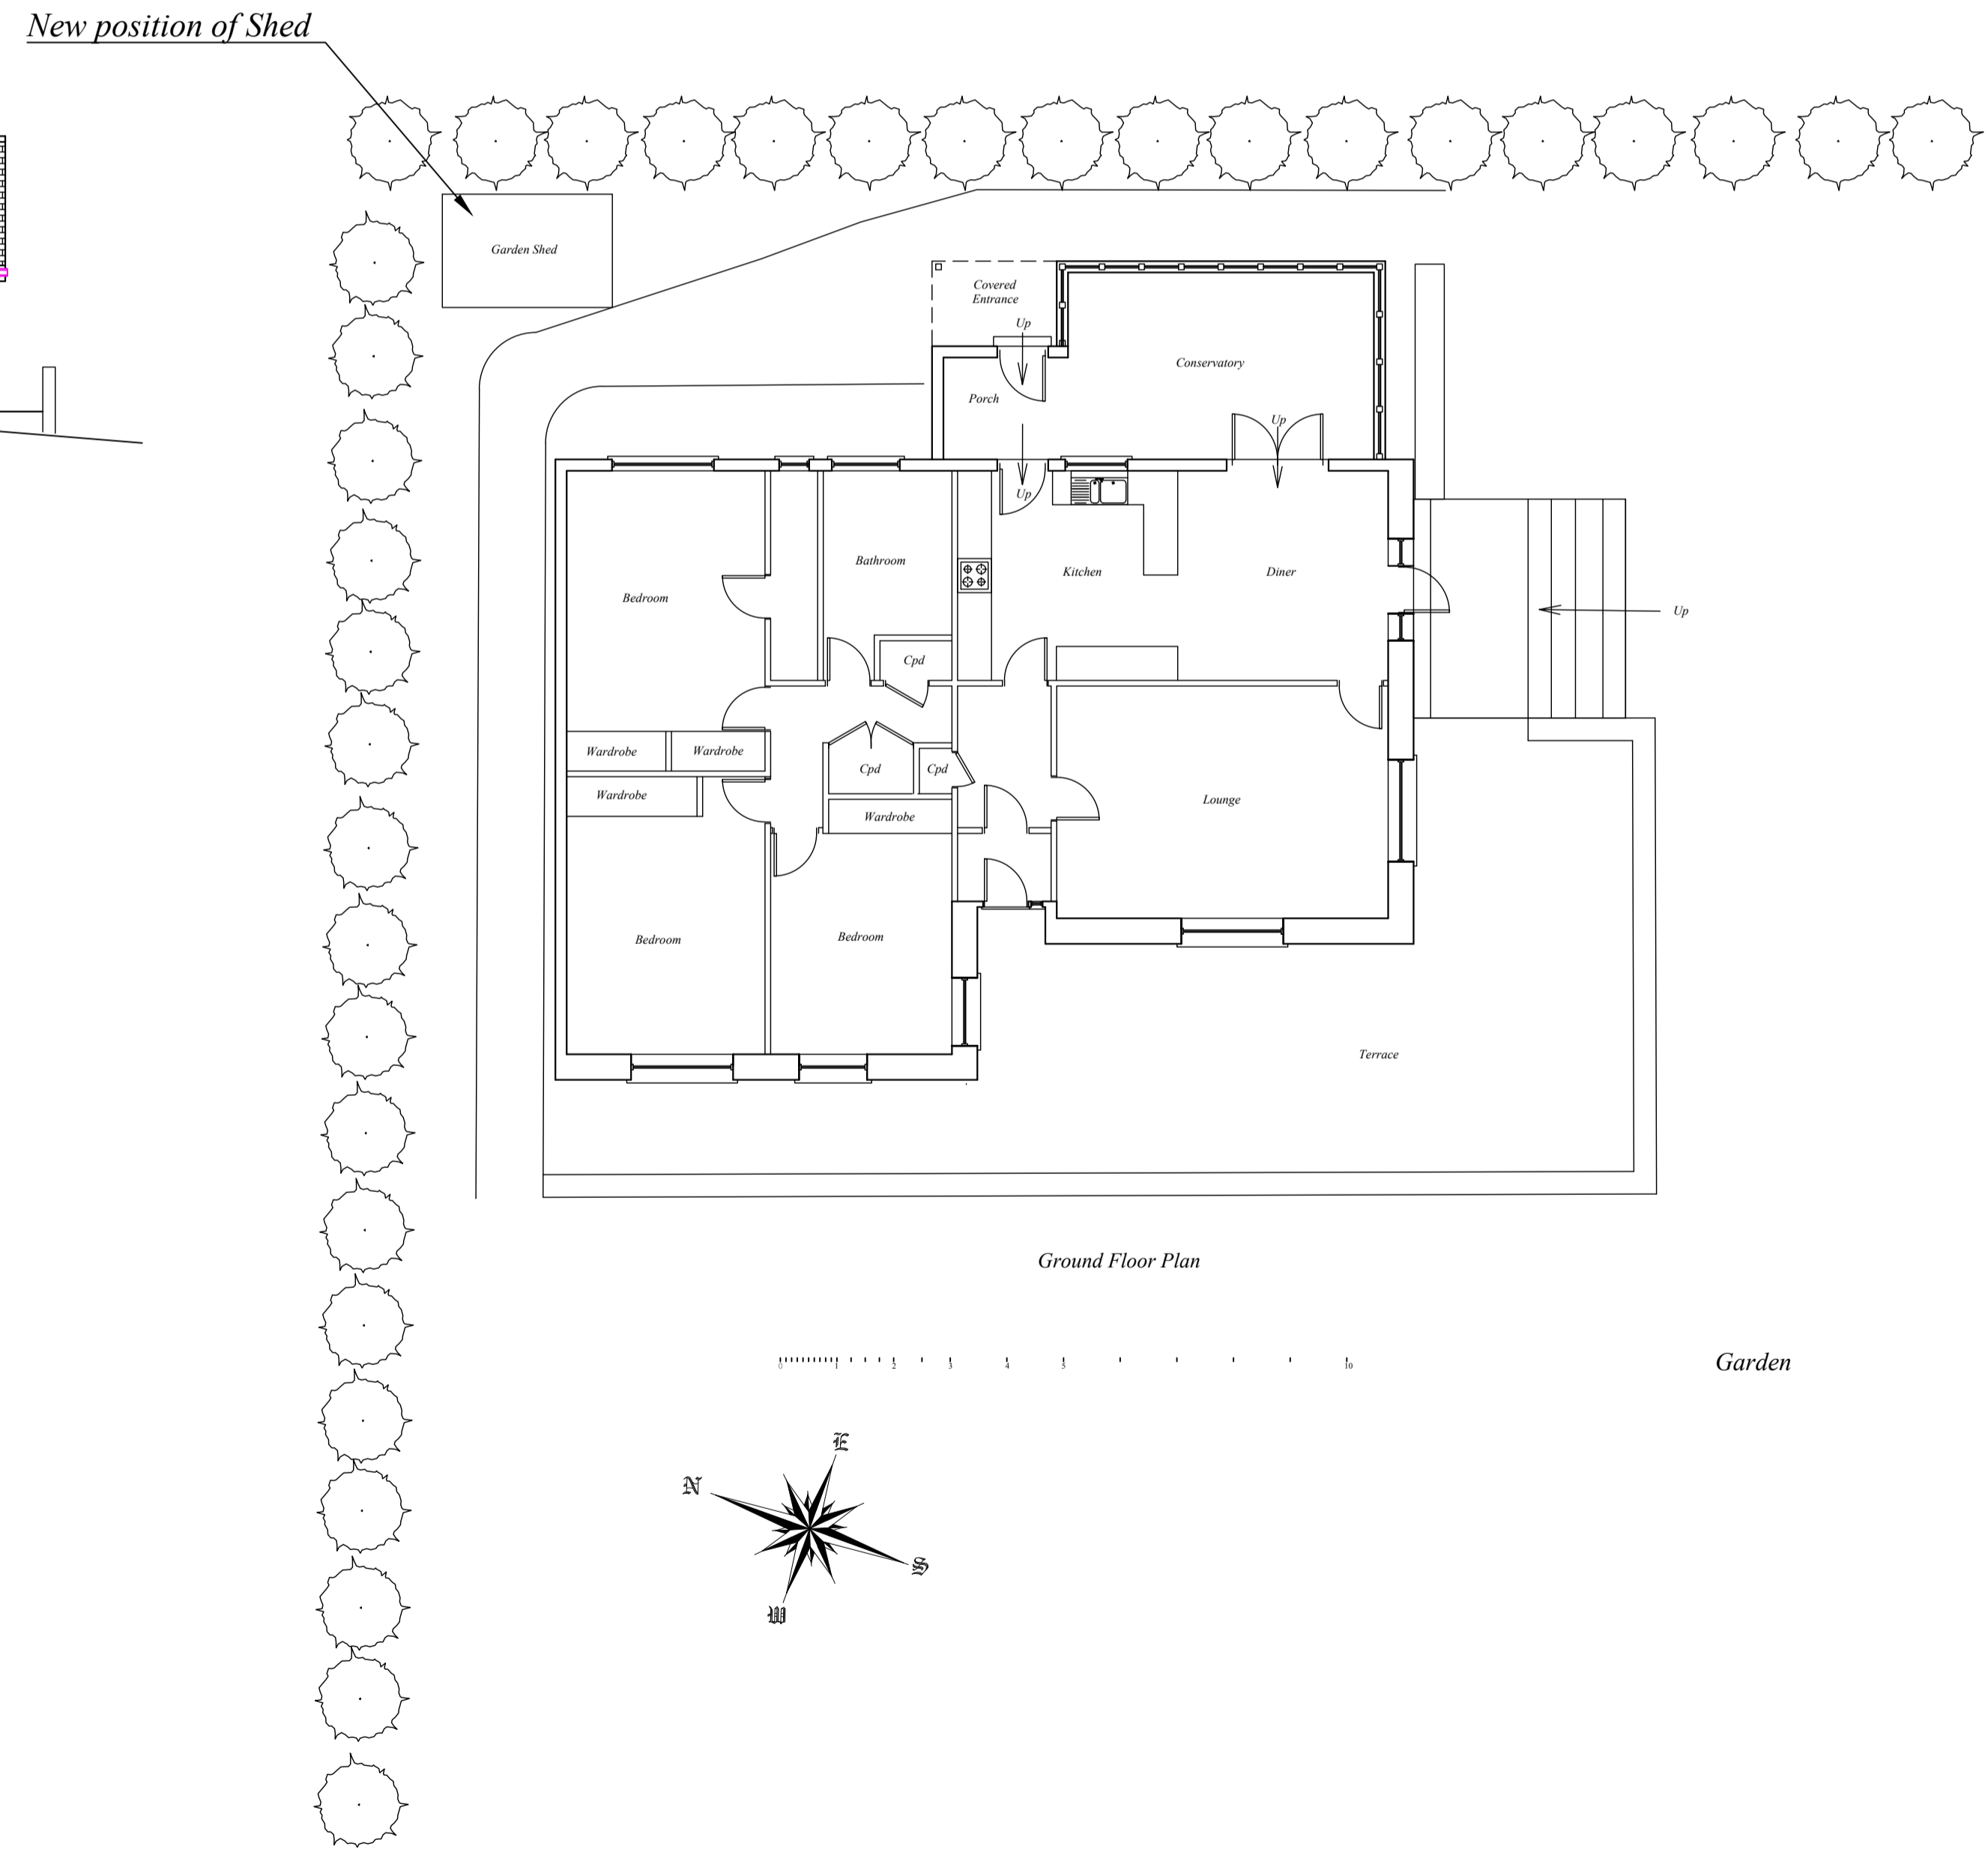 New position of Shed
Garden Shed
Covered
Entrance
Up
Conservatory
Porch
Up
Up
Bathroom
Kitchen
Diner
Bedroom
Up
Cpd
Wardrobe
Wardrobe
Cpd
Cpd
Wardrobe
Lounge
Wardrobe
Bedroom
Bedroom
Terrace
Ground Floor Plan
0 1 2 3 4 5 10
Garden
E
N
S
W